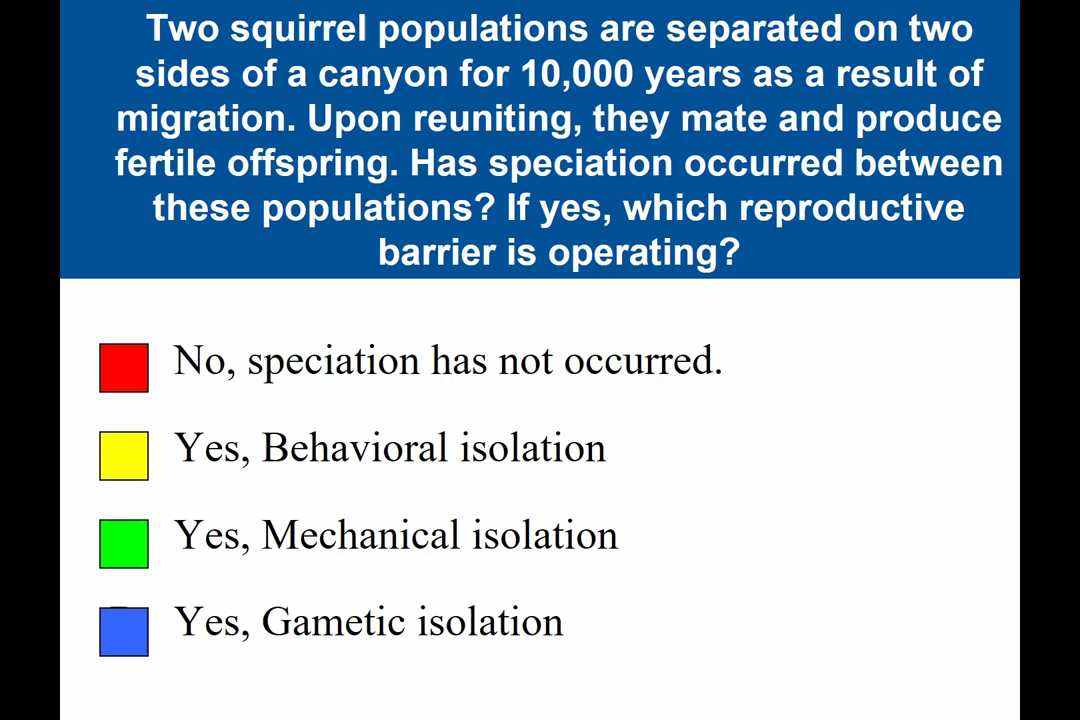 Two squirrel populations are separated on two
sides of a canyon for 10,000 years as a result of
migration. Upon reuniting, they mate and produce
fertile offspring. Has speciation occurred between
these populations? If yes, which reproductive
barrier is operating?
No, speciation has not occurred.
Yes, Behavioral isolation
Yes, Mechanical isolation
Yes, Gametic isolation